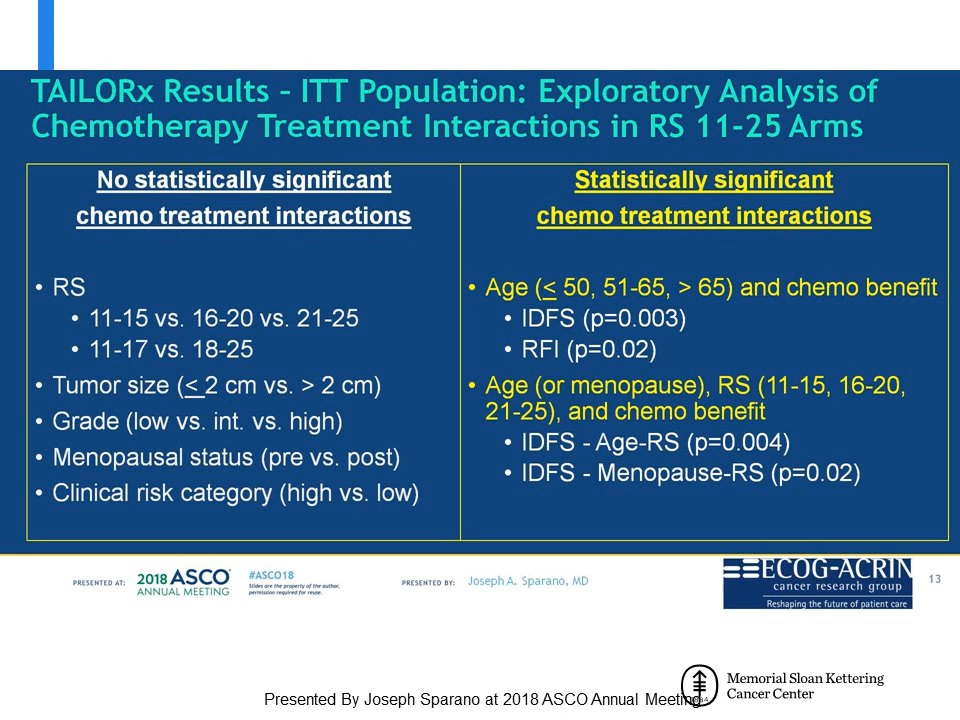 TAILORx Results – ITT Population: Exploratory Analysis of
Chemotherapy Treatment Interactions in RS 11-25 Arms
No statistically significant
chemo treatment interactions
• RS
• 11-15 vs. 16-20 vs. 21-25
• 11-17 vs. 18-25
• Tumor size (< 2 cm vs. > 2 cm)
• Grade (low vs. int. vs. high)
• Menopausal status (pre vs. post)
• Clinical risk category (high vs. low)
Statistically significant
chemo treatment interactions
• Age (< 50, 51-65, > 65) and chemo benefit
• IDFS (p=0.003)
• RFI (p=0.02)
• Age (or menopause), RS (11-15, 16-20,
21-25), and chemo benefit
• IDFS - Age-RS (p=0.004)
• IDFS - Menopause-RS (p=0.02)
PRESENTED AT:
2018 ASCO
ANNUAL MEETING
#ASCO18
Slides are the property of the author,
permission required for reuse.
PRESENTED BY:
Joseph A. Sparano, MD
ECOG-ACRIN
cancer research group
Reshaping the future of patient care
13
Memorial Sloan Kettering
Cancer Center
Presented By Joseph Sparano at 2018 ASCO Annual Meeting